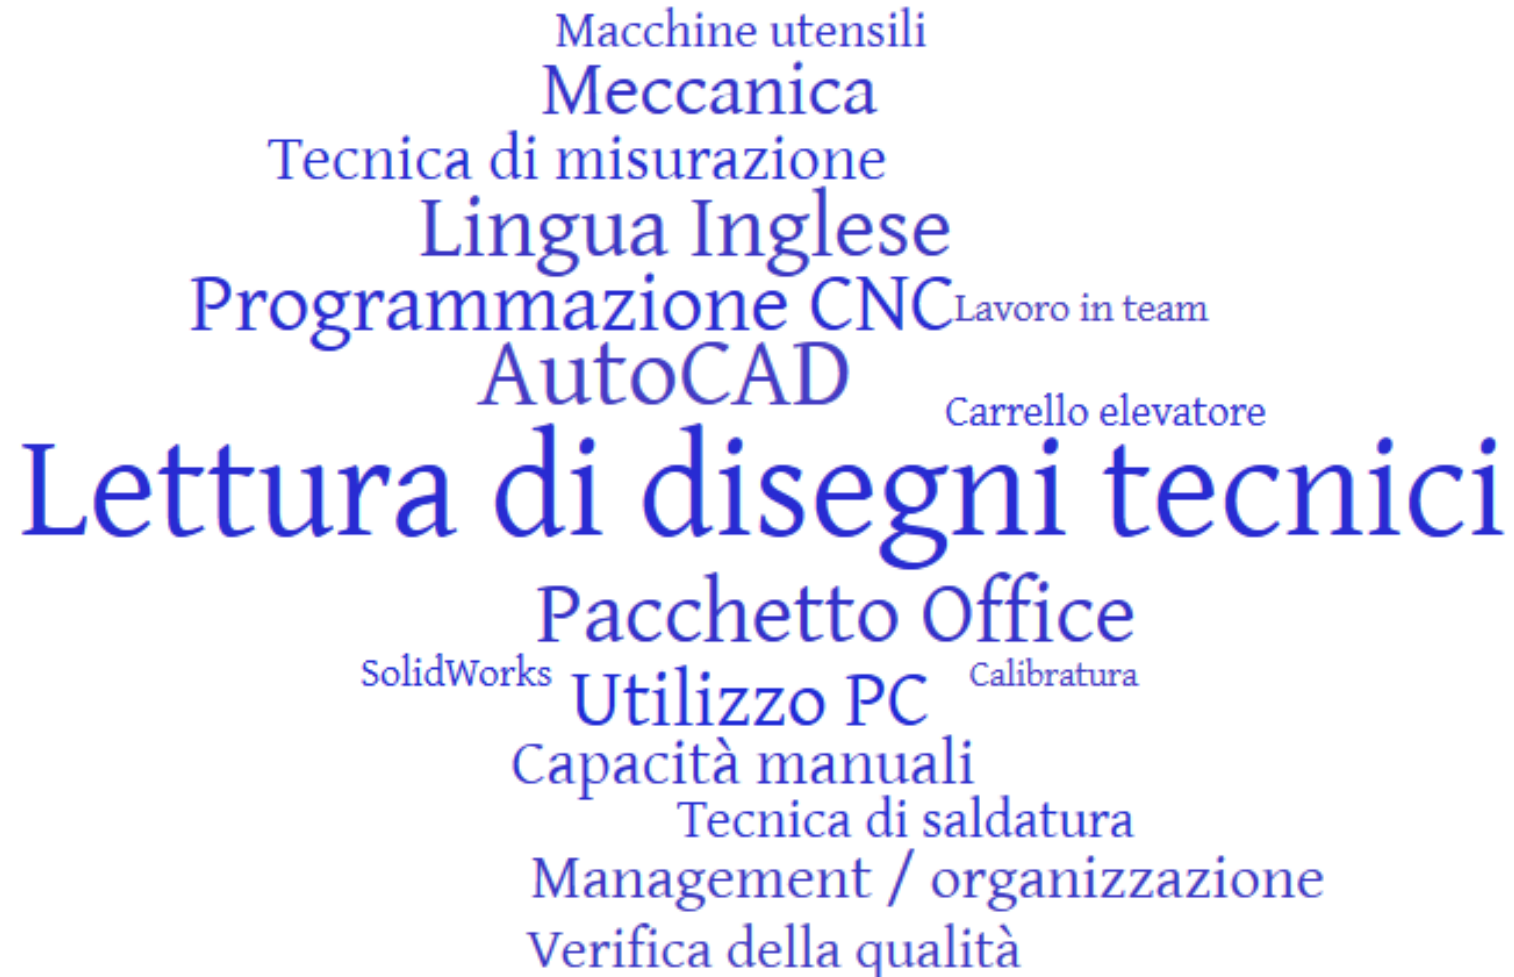 Macchine utensili
Meccanica
Tecnica di misurazione
Lingua Inglese
Programmazione CNC
Lavoro in team
AutoCAD
Carrello elevatore
Lettura di disegni tecnici
Pacchetto Office
SolidWorks
Utilizzo PC
Calibratura
Capacità manuali
Tecnica di saldatura
Management / organizzazione
Verifica della qualità